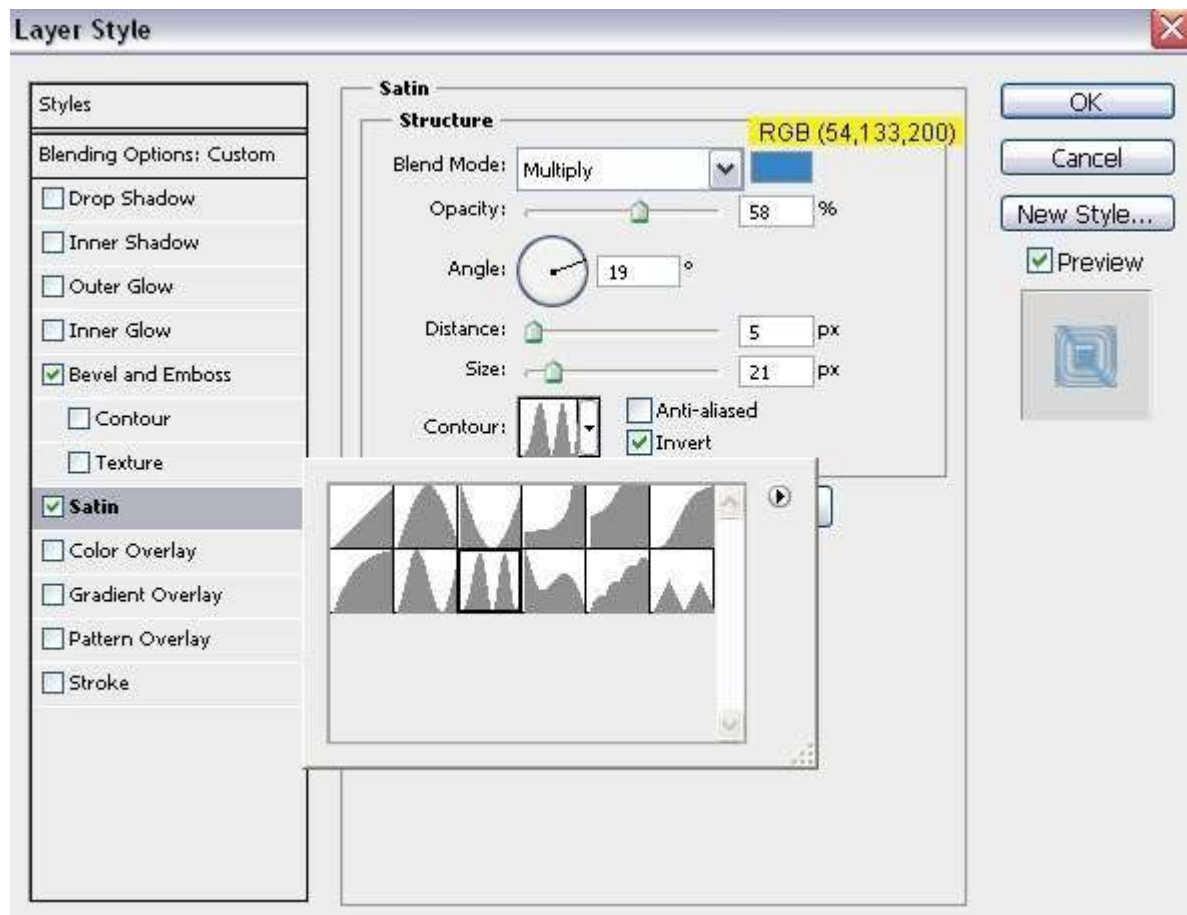 Layer Style
Styles
Blending Options: Custom
Drop Shadow
Inner Shadow
Outer Glow
Inner Glow
Bevel and Emboss
Contour
Texture
Satin
Color Overlay
Gradient Overlay
Pattern Overlay
Stroke
Satin
Structure
RGB (54,133,200)
Blend Mode: Multiply
Opacity: 58 %
Angle: 19 °
Distance: 5 px
Size: 21 px
Contour:
Anti-aliased
Invert
OK
Cancel
New Style...
Preview